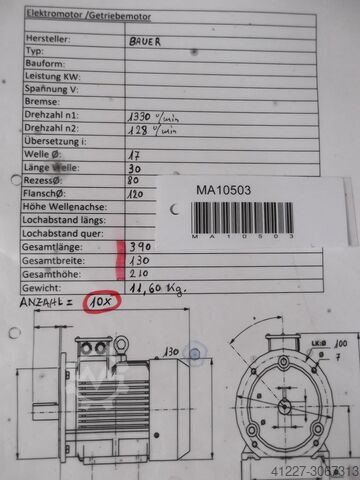 Elektromotor /Getriebemotor
Hersteller: BAUER
Typ:
Bauform:
Leistung KW:
Spannung V:
Bremse:
Drehzahl n1: 1330 U/min
Drehzahl n2: 128 U/min
Übersetzung i:
Welle Ø: 17
Länge Welle: 30
RezessØ: 80
FlanschØ: 120
Höhe Wellenachse:
Lochabstand längs:
Lochabstand quer:
MA10503
MA10503
Gesamtlänge: 390
Gesamtbreite: 130
Gesamthöhe: 210
Gewicht: 11,60 Kg.
ANZAHL = 10x
130
LK:Ø 100
Ø 7
41227-3067313